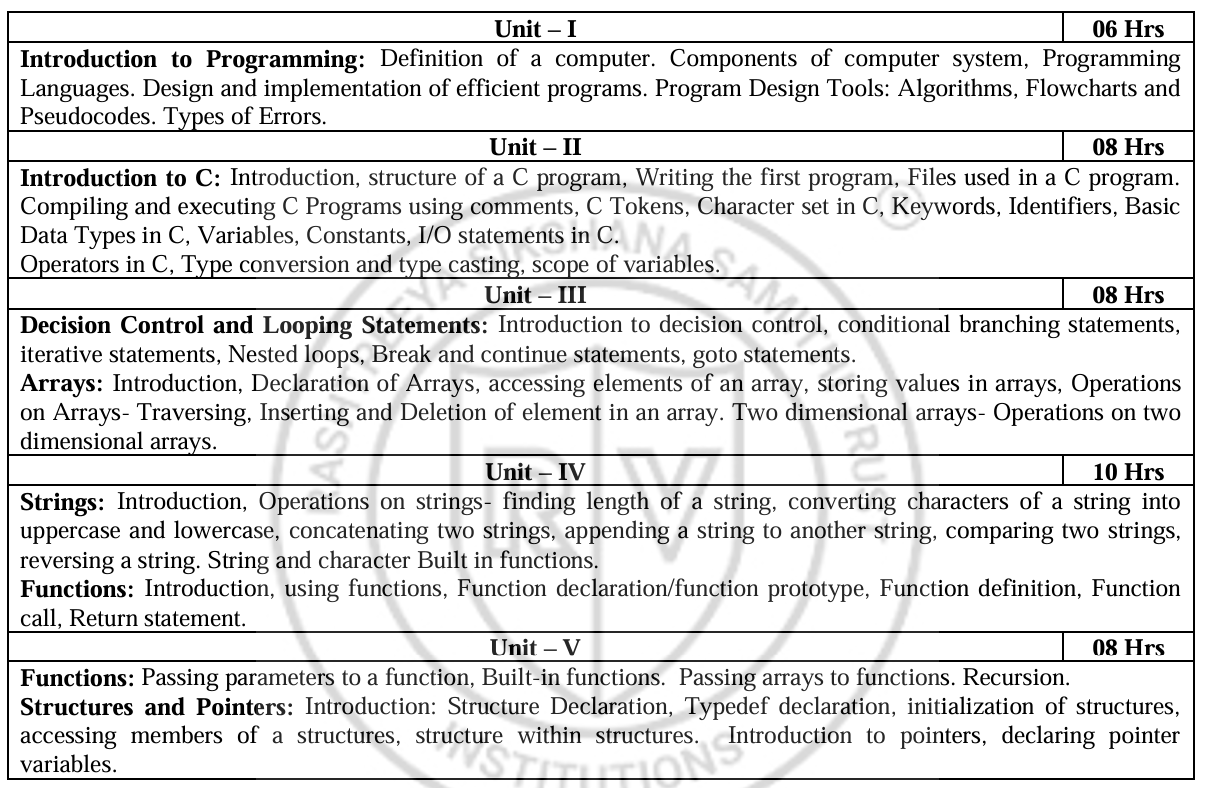 Unit – I 06 Hrs
Introduction to Programming: Definition of a computer. Components of computer system, Programming
Languages. Design and implementation of efficient programs. Program Design Tools: Algorithms, Flowcharts and
Pseudocodes. Types of Errors.
Unit – II 08 Hrs
Introduction to C: Introduction, structure of a C program, Writing the first program, Files used in a C program.
Compiling and executing C Programs using comments, C Tokens, Character set in C, Keywords, Identifiers, Basic
Data Types in C, Variables, Constants, I/O statements in C.
Operators in C, Type conversion and type casting, scope of variables.
Unit – III 08 Hrs
Decision Control and Looping Statements: Introduction to decision control, conditional branching statements,
iterative statements, Nested loops, Break and continue statements, goto statements.
Arrays: Introduction, Declaration of Arrays, accessing elements of an array, storing values in arrays, Operations
on Arrays- Traversing, Inserting and Deletion of element in an array. Two dimensional arrays- Operations on two
dimensional arrays.
Unit – IV 10 Hrs
Strings: Introduction, Operations on strings- finding length of a string, converting characters of a string into
uppercase and lowercase, concatenating two strings, appending a string to another string, comparing two strings,
reversing a string. String and character Built in functions.
Functions: Introduction, using functions, Function declaration/function prototype, Function definition, Function
call, Return statement.
Unit – V 08 Hrs
Functions: Passing parameters to a function, Built-in functions. Passing arrays to functions. Recursion.
Structures and Pointers: Introduction: Structure Declaration, Typedef declaration, initialization of structures,
accessing members of a structures, structure within structures. Introduction to pointers, declaring pointer
variables.
RASHTREEYA SIKSHANA SAMITHI TRUST
RV
INSTITUTIONS